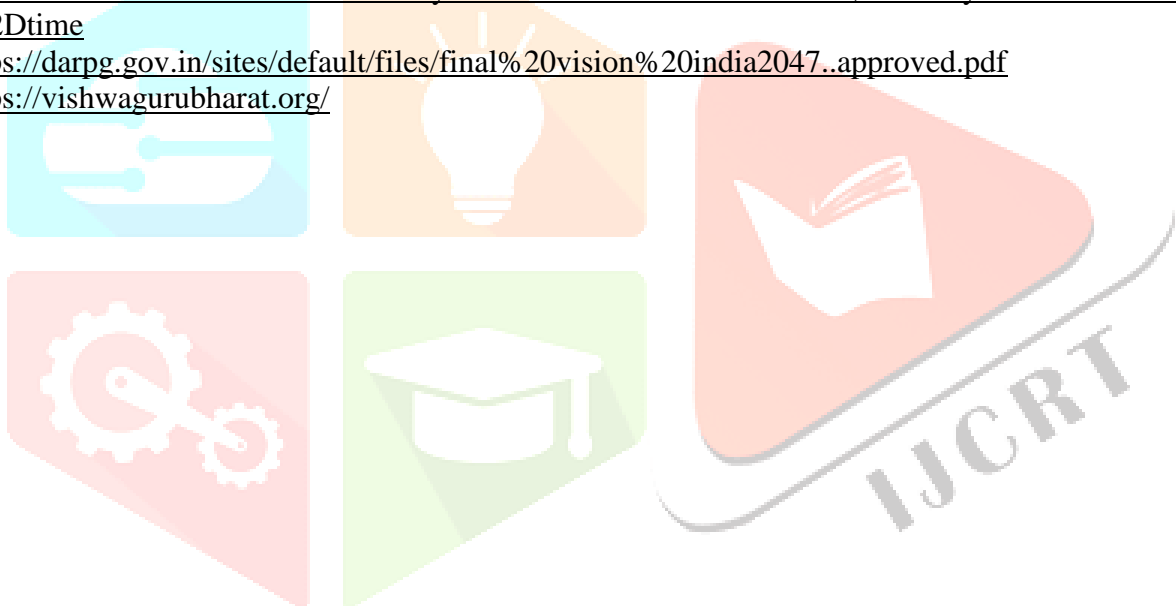 2Dtime
ps://darpg.gov.in/sites/default/files/final%20vision%20india2047..approved.pdf
ps://vishwagurubharat.org/
IJCRT